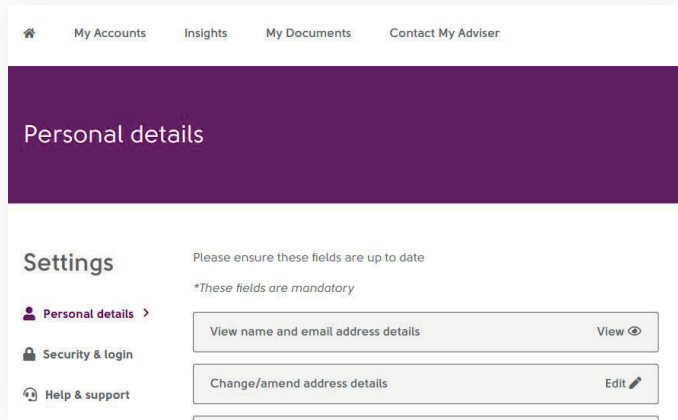 My Accounts Insights My Documents Contact My Adviser
Personal details
Settings
Personal details
Security & login
Help & support
Please ensure these fields are up to date
*These fields are mandatory
View name and email address details View
Change/amend address details Edit